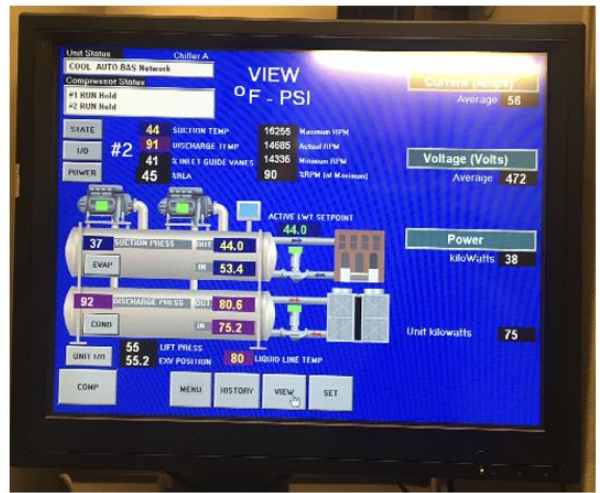 Unit Status
Chiller A
COOL AUTO-BAS Network
Compressor Status
#1 RUN Hold
#2 RUN Hold
VIEW
°F - PSI
Current (Amps)
Average 56
STATE
I/O
POWER
#2
44 SUCTION TEMP
91 DISCHARGE TEMP
41 % INLET GUIDE VANES
45 %RLA
16255 Maximum RPM
14685 Actual RPM
14336 Minimum RPM
90 %RPM (of Maximum)
Voltage (Volts)
Average 472
ACTIVE LWT SETPOINT
44.0
Power
kiloWatts 38
37 SUCTION PRESS OUT 44.0
EVAP IN 53.4
92 DISCHARGE PRESS OUT 80.6
COND IN 75.2
Unit kilowatts 75
UNIT I/O
55 LIFT PRESS
55.2 EXV POSITION
80 LIQUID LINE TEMP
COMP
MENU
HISTORY
VIEW
SET